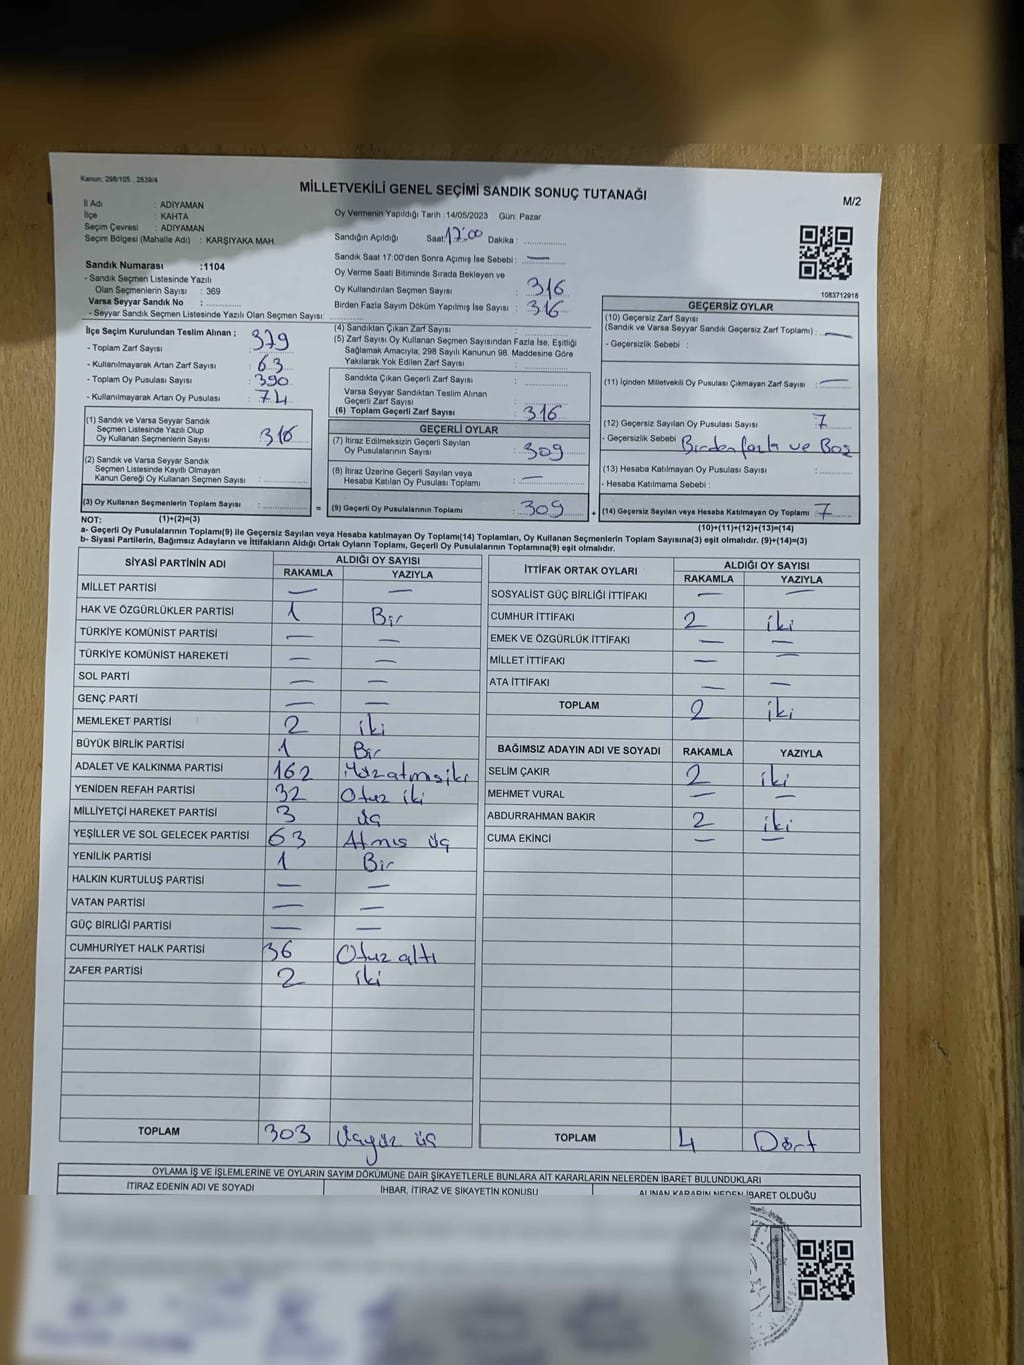 Kanun: 298/105 , 2839/4
MİLLETVEKİLİ GENEL SEÇİMİ SANDIK SONUÇ TUTANAĞI
M/2
İl Adı : ADIYAMAN
İlçe : KAHTA
Seçim Çevresi : ADIYAMAN
Seçim Bölgesi (Mahalle Adı) : KARŞIYAKA MAH.
Oy Vermenin Yapıldığı Tarih :14/05/2023 Gün: Pazar
Sandığın Açıldığı Saat: 17:00 Dakika :
Sandık Saat 17:00'den Sonra Açımış İse Sebebi : —
Oy Verme Saati Bitiminde Sırada Bekleyen ve
Oy Kullandırılan Seçmen Sayısı : 316
Birden Fazla Sayım Döküm Yapılmış İse Sayısı : 316
1083712918
Sandık Numarası :1104
- Sandık Seçmen Listesinde Yazılı
Olan Seçmenlerin Sayısı : 369
Varsa Seyyar Sandık No :
- Seyyar Sandık Seçmen Listesinde Yazılı Olan Seçmen Sayısı:
İlçe Seçim Kurulundan Teslim Alınan ;
- Toplam Zarf Sayısı : 379
- Kullanılmayarak Artan Zarf Sayısı : 63
- Toplam Oy Pusulası Sayısı : 390
- Kullanılmayarak Artan Oy Pusulası : 74
(1) Sandık ve Varsa Seyyar Sandık
Seçmen Listesinde Yazılı Olup
Oy Kullanan Seçmenlerin Sayısı : 316
(2) Sandık ve Varsa Seyyar Sandık
Seçmen Listesinde Kayıtlı Olmayan
Kanun Gereği Oy Kullanan Seçmen Sayısı :
(3) Oy Kullanan Seçmenlerin Toplam Sayısı : =
(1)+(2)=(3)
(4) Sandıktan Çıkan Zarf Sayısı :
(5) Zarf Sayısı Oy Kullanan Seçmen Sayısından Fazla İse, Eşitliği
Sağlamak Amacıyla; 298 Sayılı Kanunun 98. Maddesine Göre
Yakılarak Yok Edilen Zarf Sayısı :
Sandıkta Çıkan Geçerli Zarf Sayısı :
Varsa Seyyar Sandıktan Teslim Alınan
Geçerli Zarf Sayısı :
(6) Toplam Geçerli Zarf Sayısı : 316
GEÇERLİ OYLAR
(7) İtiraz Edilmeksizin Geçerli Sayılan
Oy Pusulalarının Sayısı : 309
(8) İtiraz Üzerine Geçerli Sayılan veya
Hesaba Katılan Oy Pusulası Toplamı : —
(9) Geçerli Oy Pusulalarının Toplamı : 309 +
GEÇERSİZ OYLAR
(10) Geçersiz Zarf Sayısı
(Sandık ve Varsa Seyyar Sandık Geçersiz Zarf Toplamı) : —
- Geçersizlik Sebebi :
(11) İçinden Milletvekili Oy Pusulası Çıkmayan Zarf Sayısı : —
(12) Geçersiz Sayılan Oy Pusulası Sayısı : 7
- Geçersizlik Sebebi : Birden fazla ve Boş
(13) Hesaba Katılmayan Oy Pusulası Sayısı :
- Hesaba Katılmama Sebebi :
(14) Geçersiz Sayılan veya Hesaba Katılmayan Oy Toplamı : 7
(10)+(11)+(12)+(13)=(14)
NOT:
a- Geçerli Oy Pusulalarının Toplamı(9) ile Geçersiz Sayılan veya Hesaba katılmayan Oy Toplamı(14) Toplamları, Oy Kullanan Seçmenlerin Toplam Sayısına(3) eşit olmalıdır. (9)+(14)=(3)
b- Siyasi Partilerin, Bağımsız Adayların ve İttifakların Aldığı Ortak Oyların Toplamı, Geçerli Oy Pusulalarının Toplamına(9) eşit olmalıdır.
SİYASİ PARTİNİN ADI ALDIĞI OY SAYISI
RAKAMLA YAZIYLA
MİLLET PARTİSİ — —
HAK VE ÖZGÜRLÜKLER PARTİSİ 1 Bir
TÜRKİYE KOMÜNİST PARTİSİ — —
TÜRKİYE KOMÜNİST HAREKETİ — —
SOL PARTİ — —
GENÇ PARTİ — —
MEMLEKET PARTİSİ 2 iki
BÜYÜK BİRLİK PARTİSİ 1 Bir
ADALET VE KALKINMA PARTİSİ 162 Yüzatmışiki
YENİDEN REFAH PARTİSİ 32 Otuz iki
MİLLİYETÇİ HAREKET PARTİSİ 3 üç
YEŞİLLER VE SOL GELECEK PARTİSİ 63 Atmış üç
YENİLİK PARTİSİ 1 Bir
HALKIN KURTULUŞ PARTİSİ — —
VATAN PARTİSİ — —
GÜÇ BİRLİĞİ PARTİSİ — —
CUMHURİYET HALK PARTİSİ 36 Otuz altı
ZAFER PARTİSİ 2 iki
TOPLAM 303 üçyüz üç
İTTİFAK ORTAK OYLARI ALDIĞI OY SAYISI
RAKAMLA YAZIYLA
SOSYALİST GÜÇ BİRLİĞİ İTTİFAKI — —
CUMHUR İTTİFAKI 2 iki
EMEK VE ÖZGÜRLÜK İTTİFAKI — —
MİLLET İTTİFAKI — —
ATA İTTİFAKI — —
TOPLAM 2 iki
BAĞIMSIZ ADAYIN ADI VE SOYADI RAKAMLA YAZIYLA
SELİM ÇAKIR 2 iki
MEHMET VURAL — —
ABDURRAHMAN BAKIR 2 iki
CUMA EKİNCİ — —
TOPLAM 4 Dört
OYLAMA İŞ VE İŞLEMLERİNE VE OYLARIN SAYIM DÖKÜMÜNE DAİR ŞİKAYETLERLE BUNLARA AİT KARARLARIN NELERDEN İBARET BULUNDUKLARI
İTİRAZ EDENİN ADI VE SOYADI İHBAR, İTİRAZ VE ŞİKAYETİN KONUSU ALINAN KARARIN NEDEN İBARET OLDUĞU